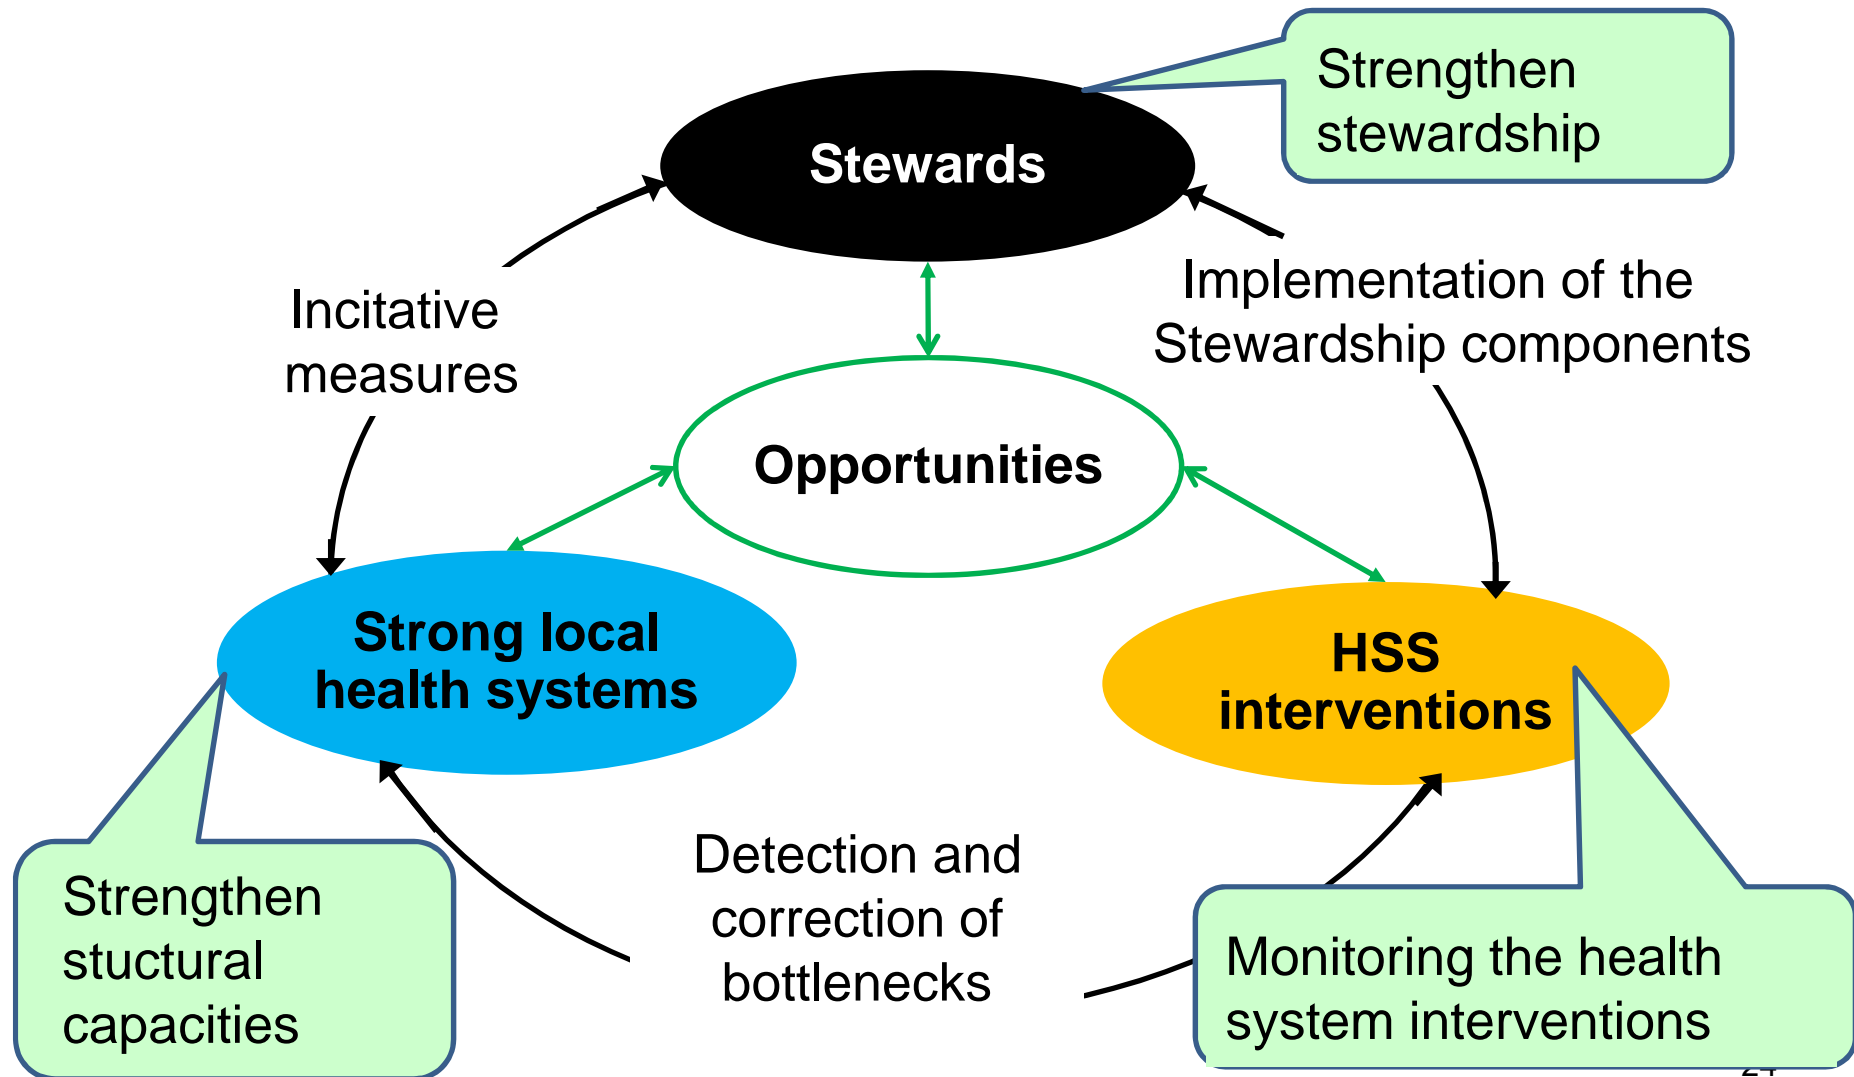 Strengthen
stewardship
Stewards
Implementation of the
Stewardship components
Incitative
measures
Opportunities
Strong local
health systems
HSS
interventions
Detection and
correction of
bottlenecks
Strengthen
stuctural
capacities
Monitoring the health
system interventions